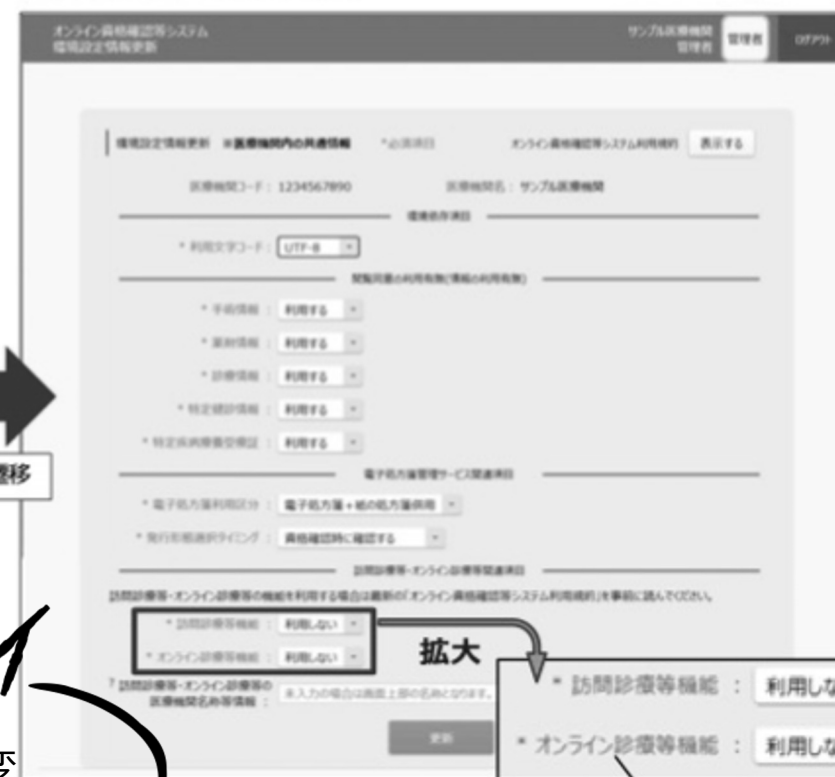 オンライン資格確認等システム
環境設定情報更新
サンプル医療機関
管理者
管理者
ログアウト
環境設定情報更新 ※医療機関内の共通情報 *必須項目 オンライン資格確認等システム利用規約 表示する
医療機関コード： 1234567890 医療機関名： サンプル医療機関
環境依存項目
* 利用文字コード： UTF-8
閲覧同意の利用有無(情報の利用有無)
* 手術情報 ： 利用する
* 薬剤情報 ： 利用する
* 診療情報 ： 利用する
* 特定健診情報 ： 利用する
* 特定疾病療養受療証 ： 利用する
電子処方箋管理サービス関連項目
* 電子処方箋利用区分 ： 電子処方箋+紙の処方箋併用
* 発行形態選択タイミング ： 資格確認時に確認する
訪問診療等・オンライン診療等関連項目
訪問診療等・オンライン診療等の機能を利用する場合は最新の「オンライン資格確認等システム利用規約」を事前に読んでください。
* 訪問診療等機能 ： 利用しない
* オンライン診療等機能 ： 利用しない
? 訪問診療等・オンライン診療等の
医療機関名称等情報 ：
未入力の場合は画面上部の名称となります。
更新
拡大
* 訪問診療等機能 ： 利用しな
* オンライン診療等機能 ： 利用しな
遷移
変